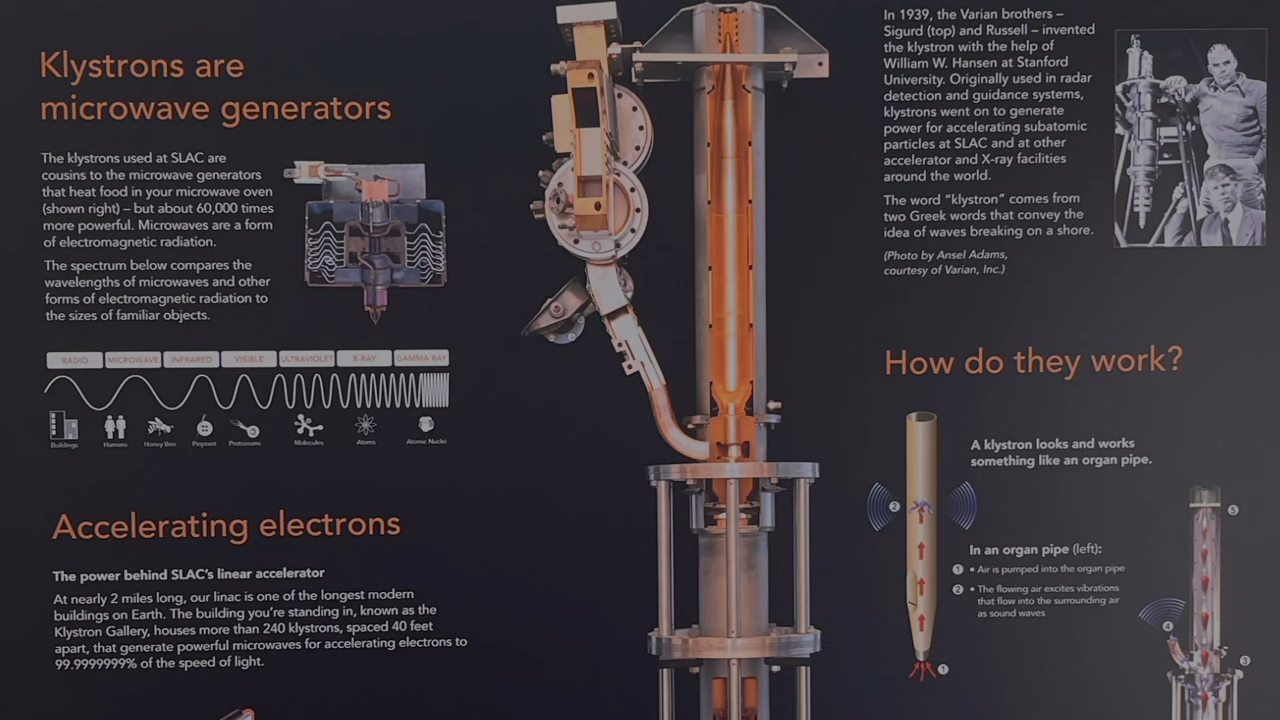 Klystrons are
microwave generators
The klystrons used at SLAC are
cousins to the microwave generators
that heat food in your microwave oven
(shown right) – but about 60,000 times
more powerful. Microwaves are a form
of electromagnetic radiation.
The spectrum below compares the
wavelengths of microwaves and other
forms of electromagnetic radiation to
the sizes of familiar objects.
RADIO MICROWAVE INFRARED VISIBLE ULTRAVIOLET X-RAY GAMMA RAY
Buildings Humans Honey Bee Pinpoint Protozoans Molecules Atoms Atomic Nuclei
Accelerating electrons
The power behind SLAC's linear accelerator
At nearly 2 miles long, our linac is one of the longest modern
buildings on Earth. The building you're standing in, known as the
Klystron Gallery, houses more than 240 klystrons, spaced 40 feet
apart, that generate powerful microwaves for accelerating electrons to
99.9999999% of the speed of light.
In 1939, the Varian brothers –
Sigurd (top) and Russell – invented
the klystron with the help of
William W. Hansen at Stanford
University. Originally used in radar
detection and guidance systems,
klystrons went on to generate
power for accelerating subatomic
particles at SLAC and at other
accelerator and X-ray facilities
around the world.
The word "klystron" comes from
two Greek words that convey the
idea of waves breaking on a shore.
(Photo by Ansel Adams,
courtesy of Varian, Inc.)
How do they work?
A klystron looks and works
something like an organ pipe.
2
5
In an organ pipe (left):
1 • Air is pumped into the organ pipe
2 • The flowing air excites vibrations
that flow into the surrounding air
as sound waves
4
3
1